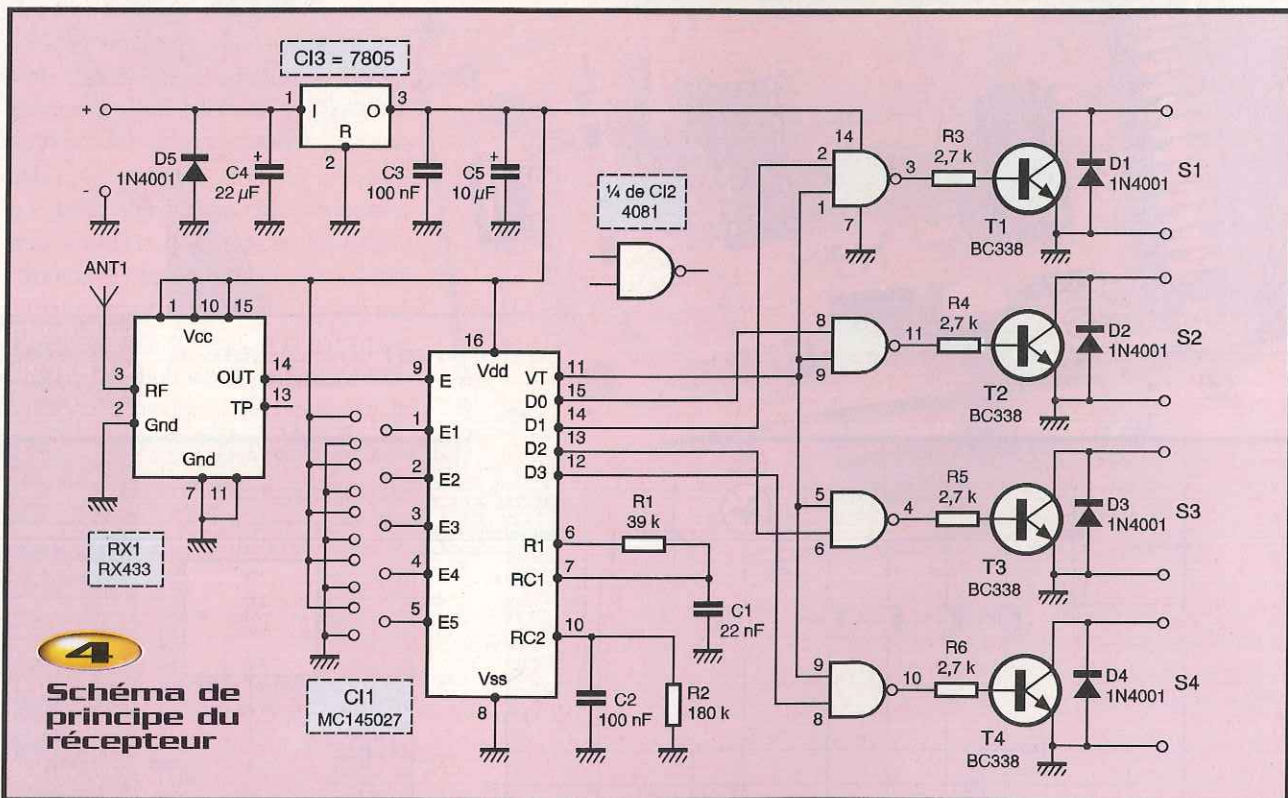 CI3 = 7805
+
-
1
I
O
3
R
2
D5
1N4001
+
C4
22 µF
C3
100 nF
+
C5
10 µF
¼ de CI2
4081
14
2
1
7
3
R3
2,7 k
T1
BC338
D1
1N4001
S1
ANT1
1
10
15
Vcc
3
RF
2
Gnd
OUT
14
TP
13
Gnd
7
11
RX1
RX433
16
Vdd
9
E
1
E1
2
E2
3
E3
4
E4
5
E5
VT
11
D0
15
D1
14
D2
13
D3
12
R1
6
RC1
7
RC2
10
Vss
8
CI1
MC145027
R1
39 k
C1
22 nF
C2
100 nF
R2
180 k
8
9
11
R4
2,7 k
T2
BC338
D2
1N4001
S2
5
6
4
R5
2,7 k
T3
BC338
D3
1N4001
S3
9
8
10
R6
2,7 k
T4
BC338
D4
1N4001
S4
4
Schéma de
principe du
récepteur